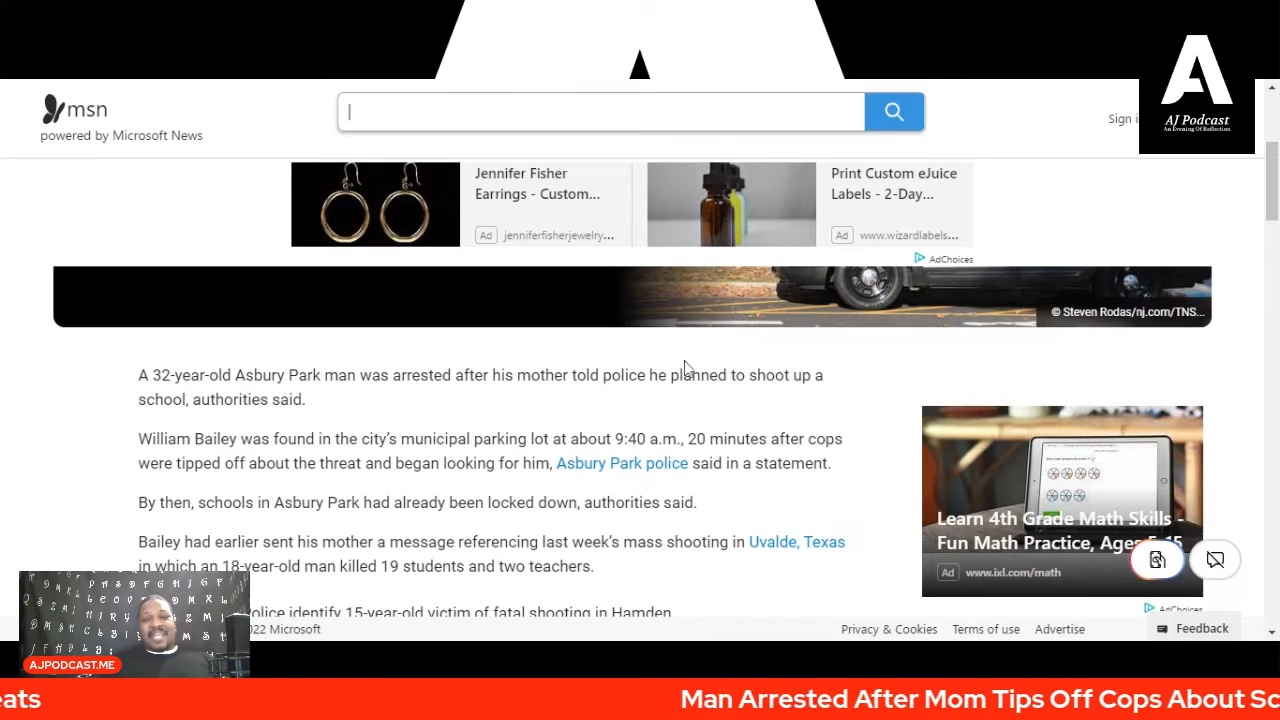 msn
powered by Microsoft News
Sign i
A
AJ Podcast
An Evening Of Reflection
Jennifer Fisher
Earrings - Custom...
Ad jenniferfisherjewelry...
Print Custom eJuice
Labels - 2-Day...
Ad www.wizardlabels...
AdChoices
© Steven Rodas/nj.com/TNS...
A 32-year-old Asbury Park man was arrested after his mother told police he planned to shoot up a
school, authorities said.
William Bailey was found in the city's municipal parking lot at about 9:40 a.m., 20 minutes after cops
were tipped off about the threat and began looking for him, Asbury Park police said in a statement.
By then, schools in Asbury Park had already been locked down, authorities said.
Bailey had earlier sent his mother a message referencing last week's mass shooting in Uvalde, Texas
in which an 18-year-old man killed 19 students and two teachers.
olice identify 15-year-old victim of fatal shooting in Hamden
Learn 4th Grade Math Skills -
Fun Math Practice, Ages 5-15
Ad www.ixl.com/math
AdChoices
022 Microsoft
Privacy & Cookies
Terms of use
Advertise
Feedback
AJPODCAST.ME
eats
Man Arrested After Mom Tips Off Cops About Sc